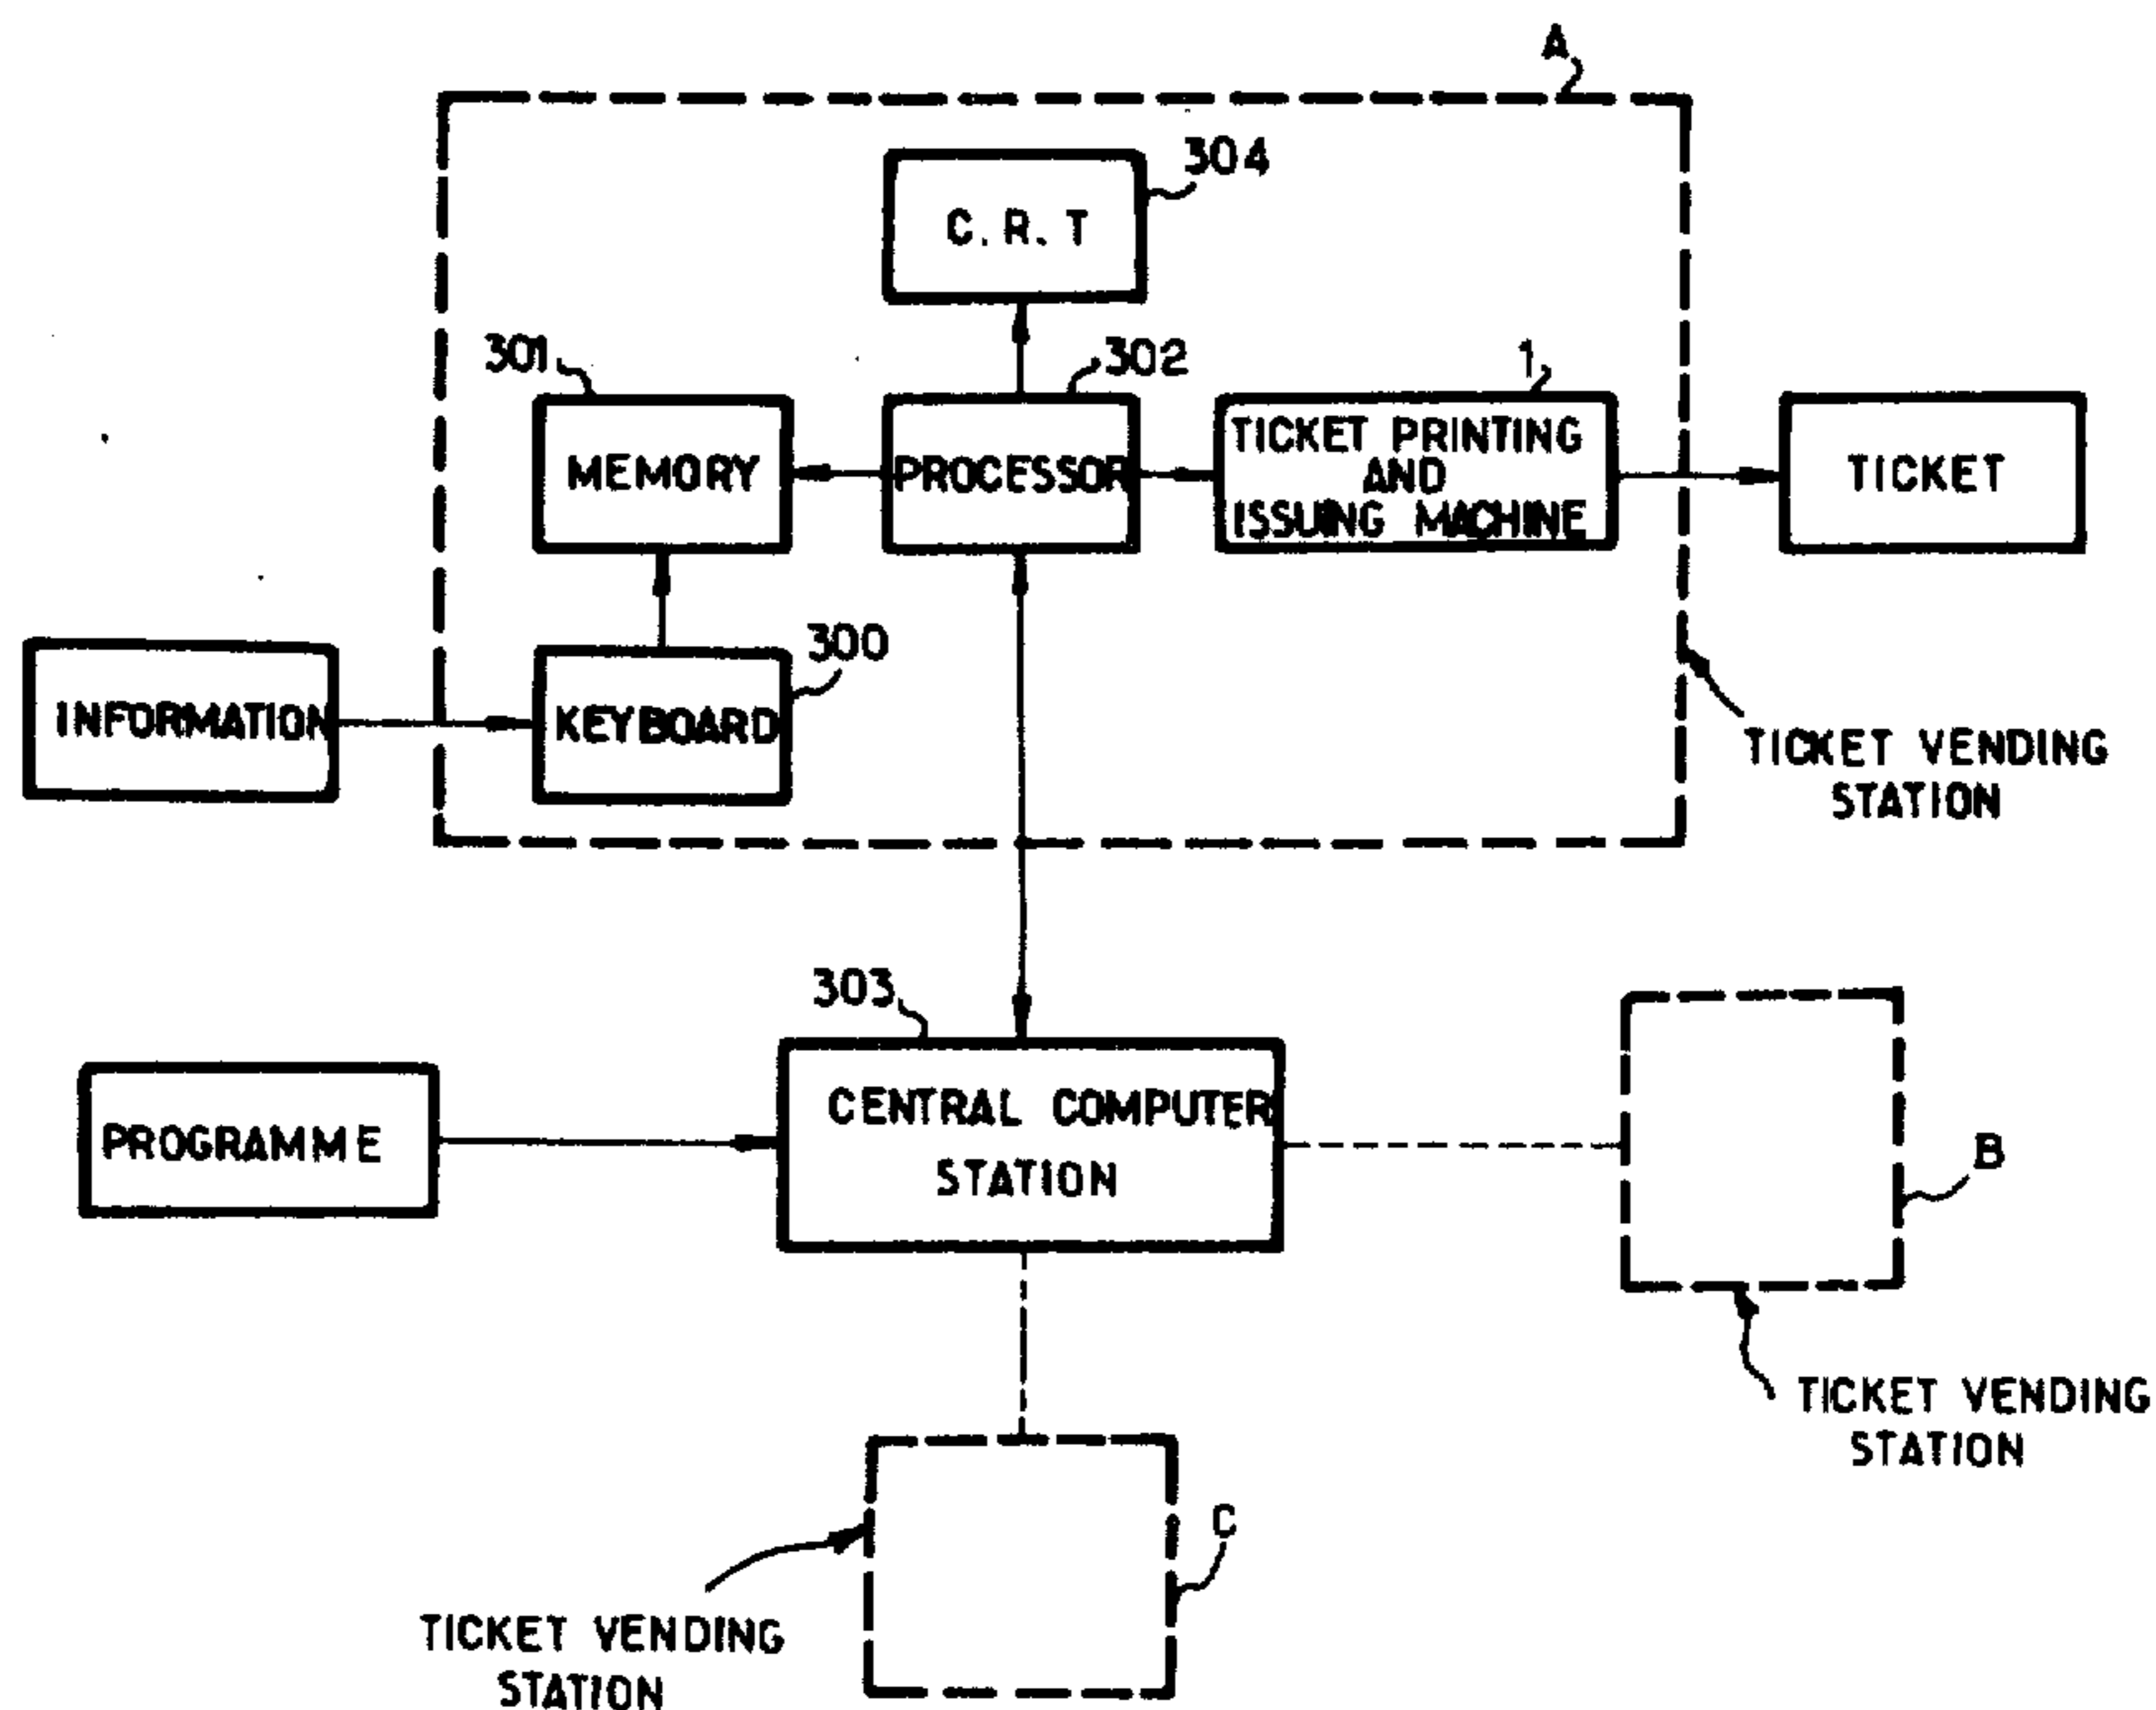 A
304
C.R.T
301
302
1
MEMORY
PROCESSOR
TICKET PRINTING
AND
ISSUING MACHINE
TICKET
300
INFORMATION
KEYBOARD
TICKET VENDING
STATION
303
CENTRAL COMPUTER
STATION
PROGRAMME
B
TICKET VENDING
STATION
C
TICKET VENDING
STATION